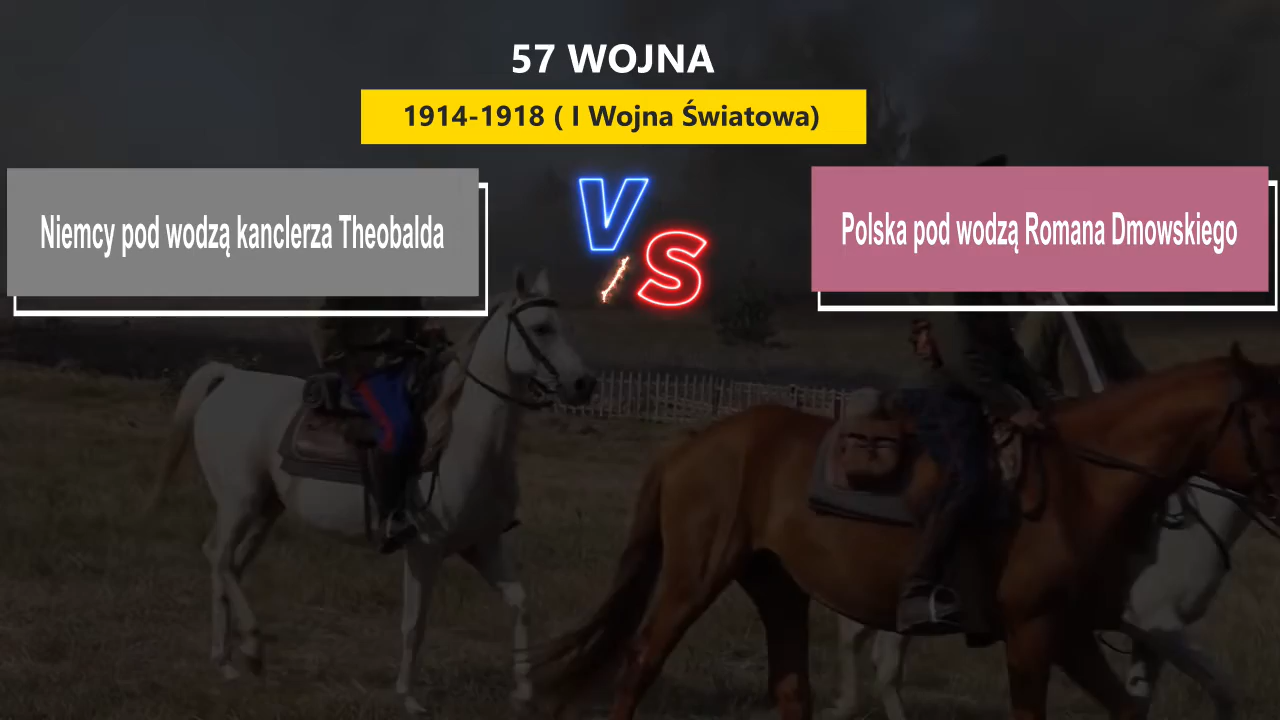 57 WOJNA
1914-1918 ( I Wojna Światowa)
Niemcy pod wodzą kanclerza Theobalda
VS
Polska pod wodzą Romana Dmowskiego